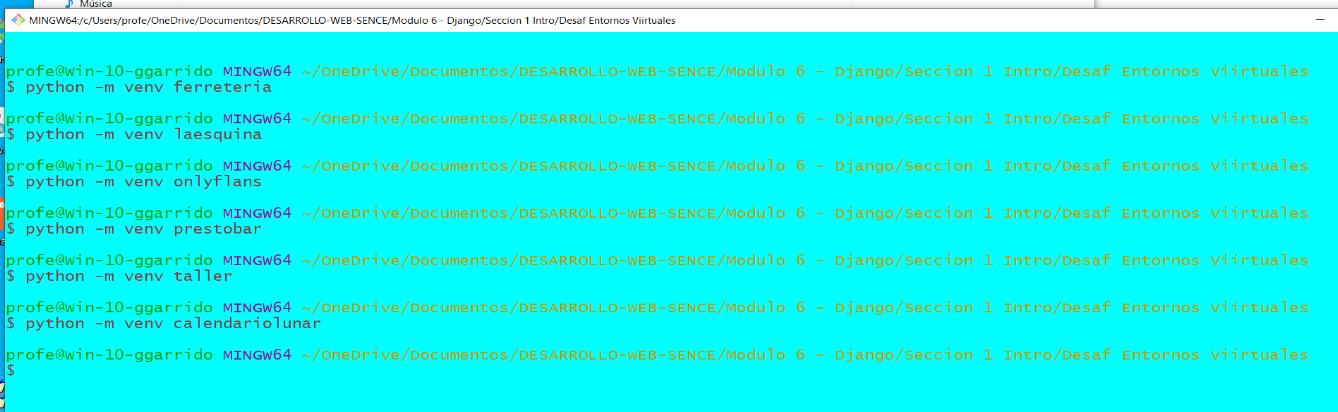 Música
MINGW64:/c/Users/profe/OneDrive/Documentos/DESARROLLO-WEB-SENCE/Modulo 6 - Django/Seccion 1 Intro/Desaf Entornos Viirtuales
profe@Win-10-ggarrido MINGW64 ~/OneDrive/Documentos/DESARROLLO-WEB-SENCE/Modulo 6 - Django/Seccion 1 Intro/Desaf Entornos Viirtuales
$ python -m venv ferreteria
profe@Win-10-ggarrido MINGW64 ~/OneDrive/Documentos/DESARROLLO-WEB-SENCE/Modulo 6 - Django/Seccion 1 Intro/Desaf Entornos Viirtuales
$ python -m venv laesquina
profe@Win-10-ggarrido MINGW64 ~/OneDrive/Documentos/DESARROLLO-WEB-SENCE/Modulo 6 - Django/Seccion 1 Intro/Desaf Entornos Viirtuales
$ python -m venv onlyflans
profe@Win-10-ggarrido MINGW64 ~/OneDrive/Documentos/DESARROLLO-WEB-SENCE/Modulo 6 - Django/Seccion 1 Intro/Desaf Entornos Viirtuales
$ python -m venv prestobar
profe@Win-10-ggarrido MINGW64 ~/OneDrive/Documentos/DESARROLLO-WEB-SENCE/Modulo 6 - Django/Seccion 1 Intro/Desaf Entornos Viirtuales
$ python -m venv taller
profe@Win-10-ggarrido MINGW64 ~/OneDrive/Documentos/DESARROLLO-WEB-SENCE/Modulo 6 - Django/Seccion 1 Intro/Desaf Entornos Viirtuales
$ python -m venv calendariolunar
profe@Win-10-ggarrido MINGW64 ~/OneDrive/Documentos/DESARROLLO-WEB-SENCE/Modulo 6 - Django/Seccion 1 Intro/Desaf Entornos Viirtuales
$